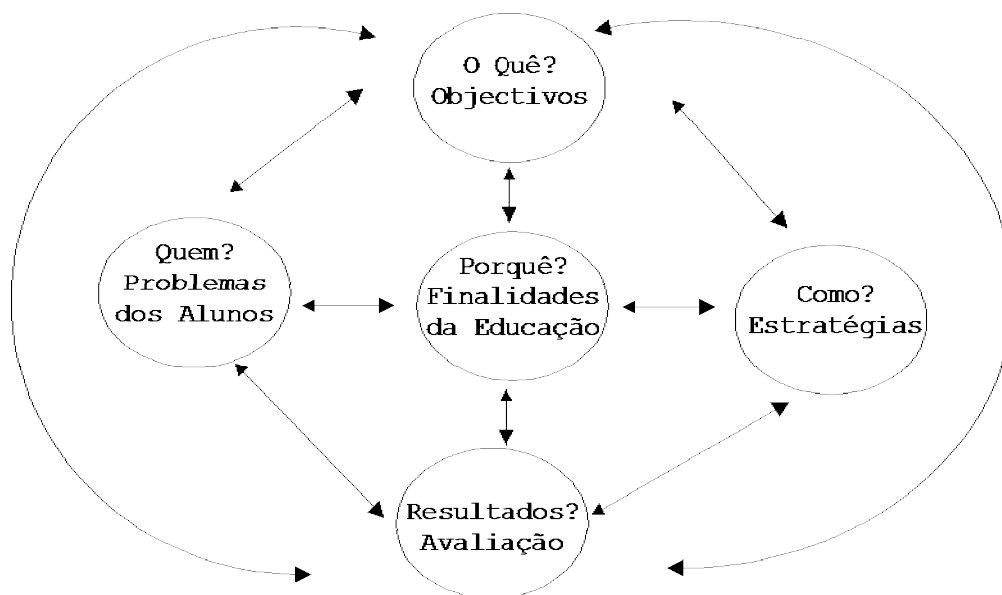 O Quê?
Objectivos
Quem?
Problemas
dos Alunos
Porquê?
Finalidades
da Educação
Como?
Estratégias
Resultados?
Avaliação